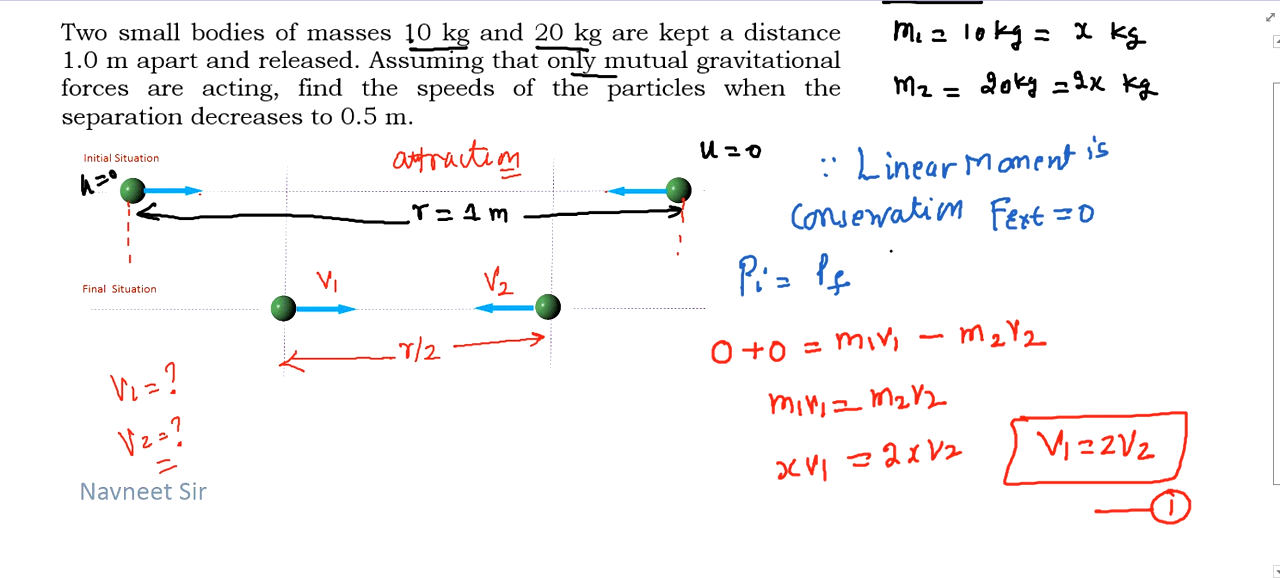 Two small bodies of masses 10 kg and 20 kg are kept a distance
1.0 m apart and released. Assuming that only mutual gravitational
forces are acting, find the speeds of the particles when the
separation decreases to 0.5 m.
m₁ = 10 kg = x kg
m₂ = 20 kg = 2x kg
Initial Situation
attraction
u = 0
u = 0
r = 1 m
∵ Linear Moment is
Conservation Fext = 0
Pi = Pf
Final Situation
V₁
V₂
r/2
0 + 0 = m₁v₁ − m₂v₂
m₁v₁ = m₂v₂
xv₁ = 2xv₂
V₁ = 2V₂
①
V₁ = ?
V₂ = ?
Navneet Sir